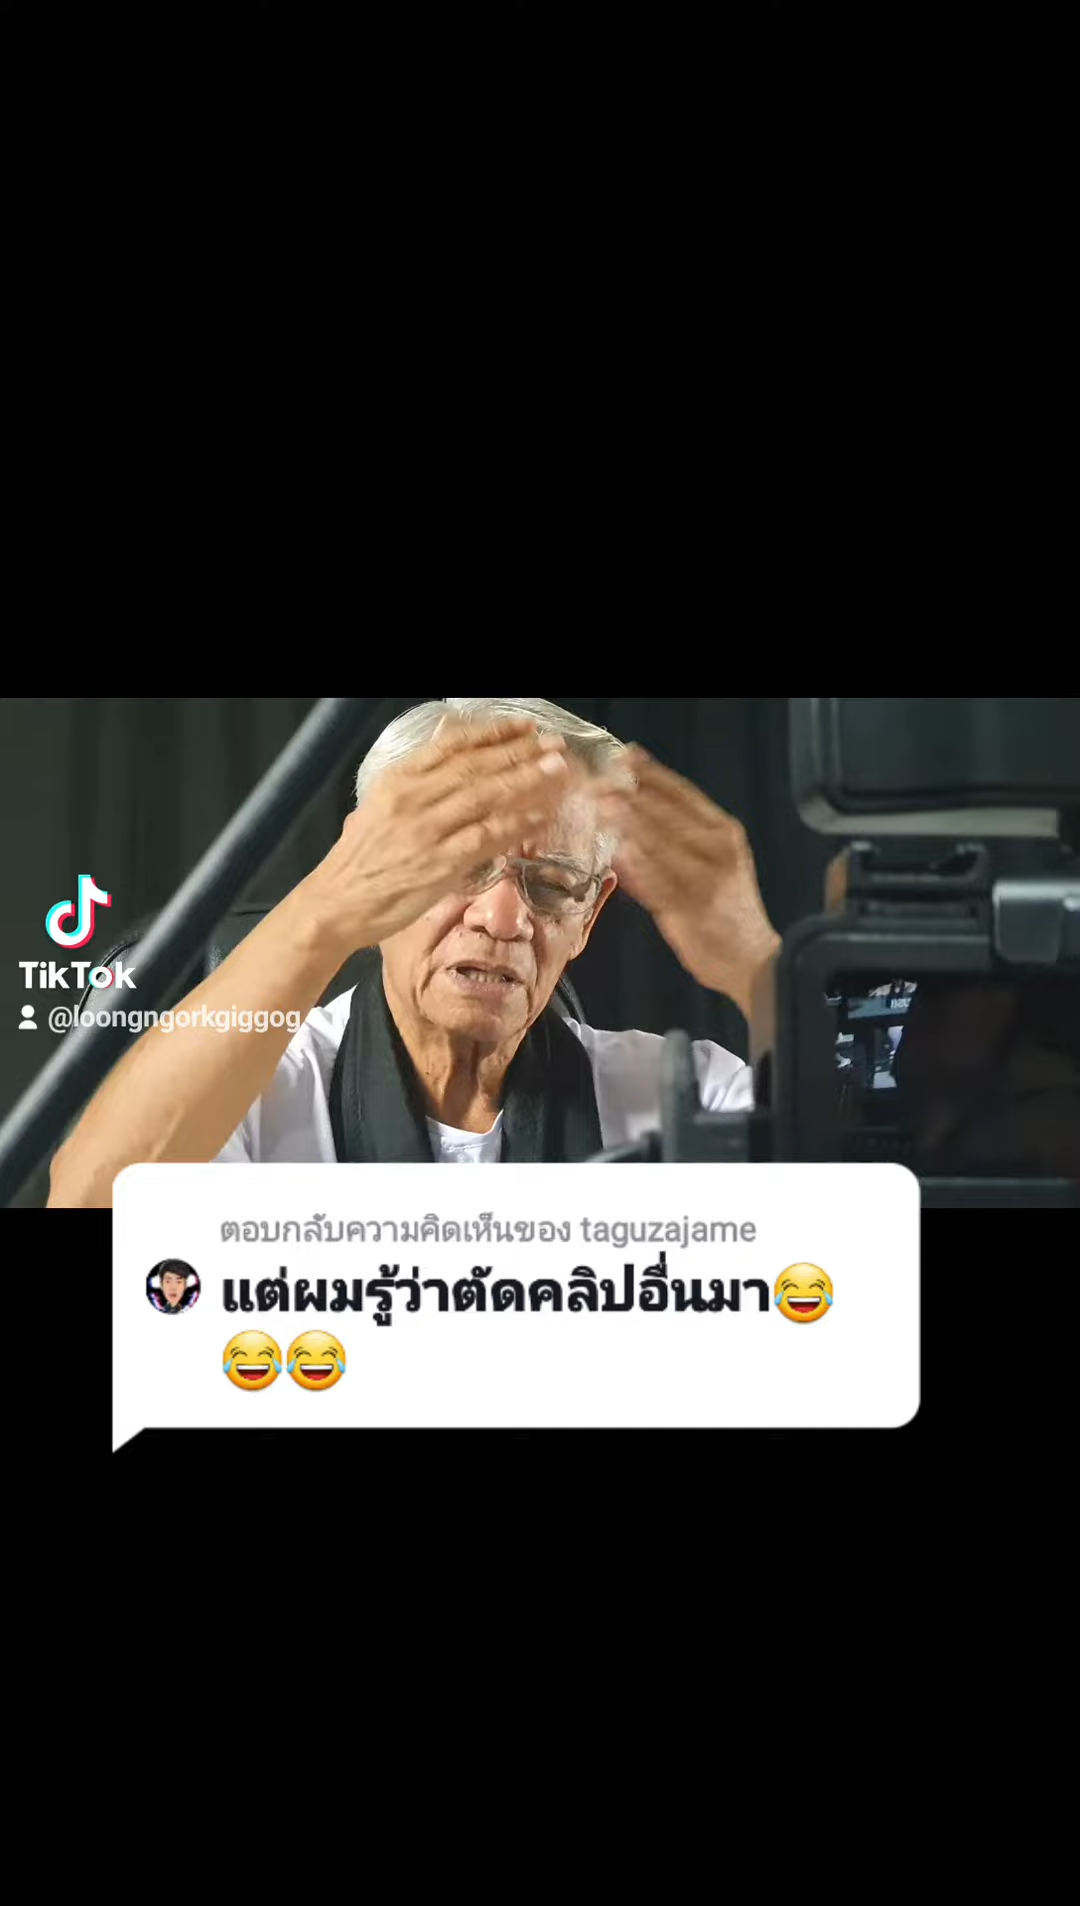 TikTok
@loongngorkgiggog
ตอบกลับความคิดเห็นของ taguzajame
แต่ผมรู้ว่าตัดคลิปอื่นมา😂
😂😂